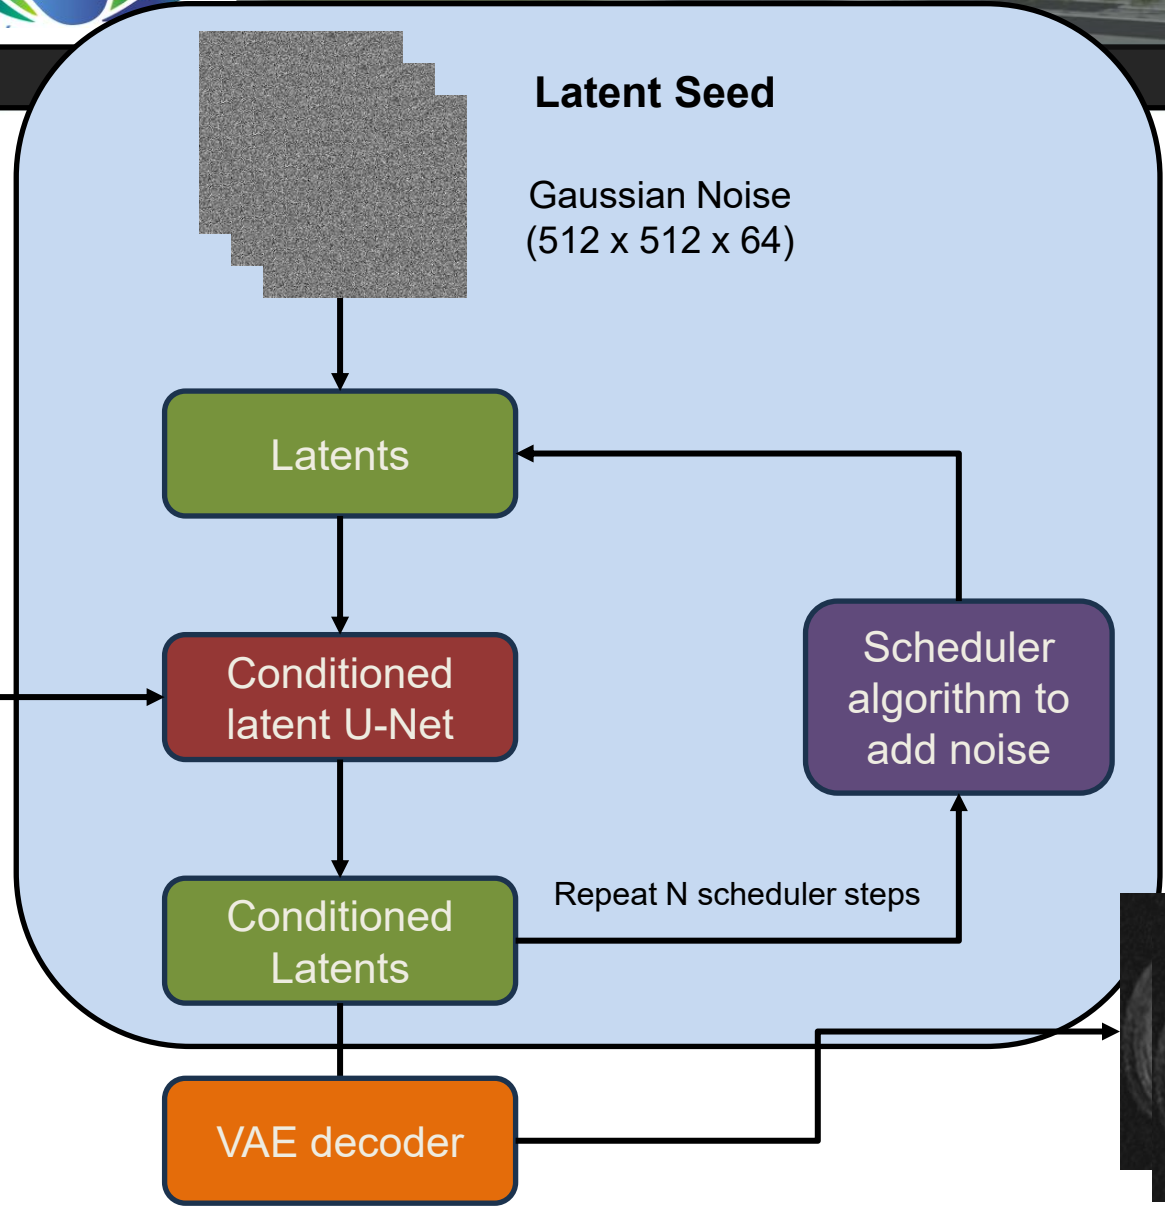 Latent Seed
Gaussian Noise
(512 x 512 x 64)
Latents
Conditioned
latent U-Net
Scheduler
algorithm to
add noise
Repeat N scheduler steps
Conditioned
Latents
VAE decoder